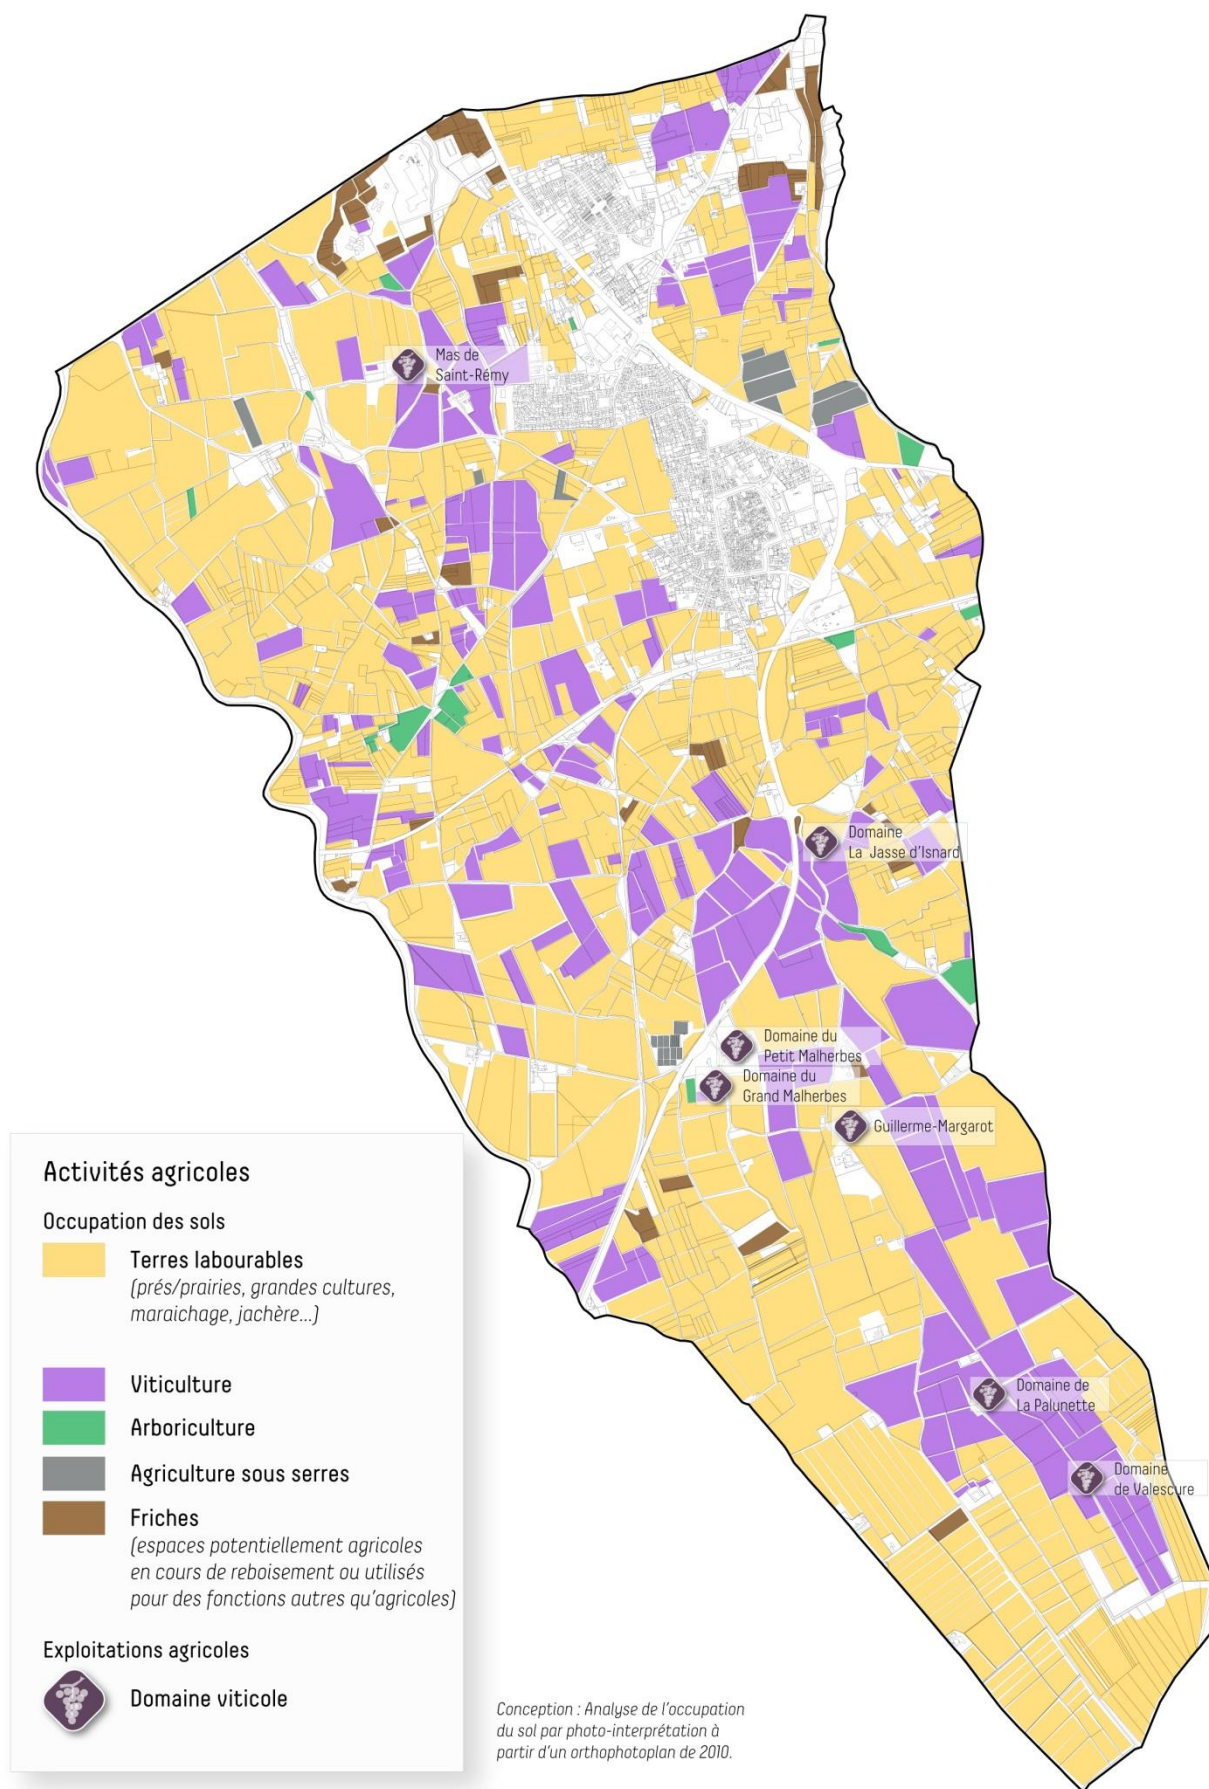 Mas de
Saint-Rémy
Domaine
La Jasse d'Isnard
Domaine du
Petit Malherbes
Domaine du
Grand Malherbes
Guillerme-Margarot
Domaine de
La Palunette
Domaine
de Valescure
Activités agricoles
Occupation des sols
Terres labourables
(prés/prairies, grandes cultures,
maraichage, jachère...)
Viticulture
Arboriculture
Agriculture sous serres
Friches
(espaces potentiellement agricoles
en cours de reboisement ou utilisés
pour des fonctions autres qu'agricoles)
Exploitations agricoles
Domaine viticole
Conception : Analyse de l'occupation
du sol par photo-interprétation à
partir d'un orthophotoplan de 2010.